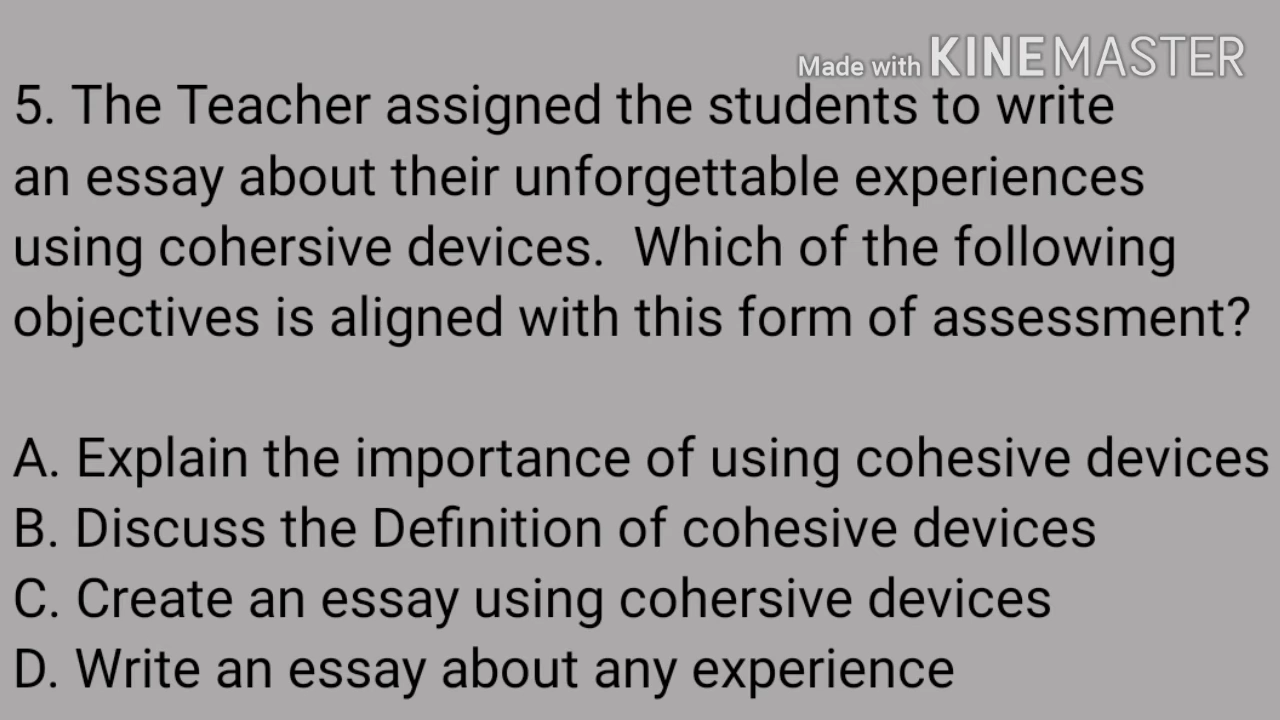 Made with KINEMASTER
5. The Teacher assigned the students to write
an essay about their unforgettable experiences
using cohersive devices. Which of the following
objectives is aligned with this form of assessment?
A. Explain the importance of using cohesive devices
B. Discuss the Definition of cohesive devices
C. Create an essay using cohersive devices
D. Write an essay about any experience